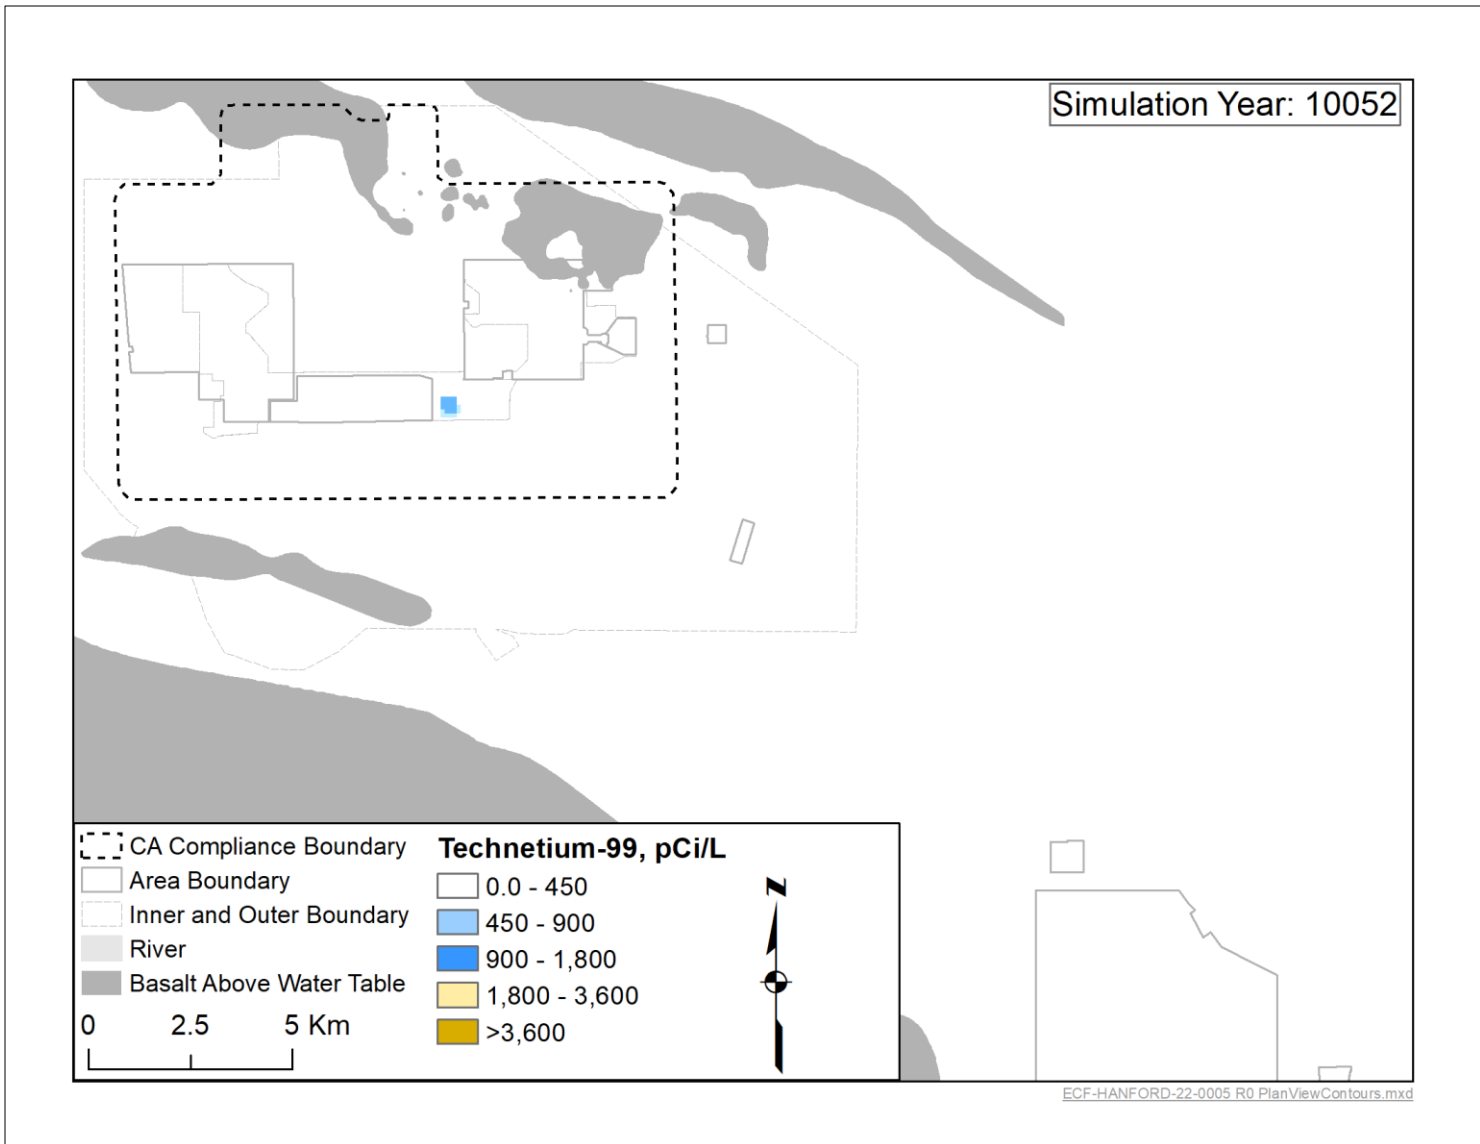 Simulation Year: 10052
CA Compliance Boundary
Area Boundary
Inner and Outer Boundary
River
Basalt Above Water Table
0 2.5 5 Km
Technetium-99, pCi/L
0.0 - 450
450 - 900
900 - 1,800
1,800 - 3,600
>3,600
N
ECF-HANFORD-22-0005 R0 PlanViewContours.mxd